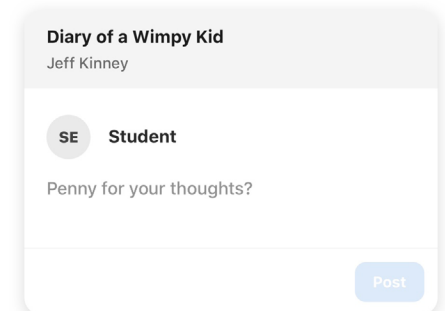 Diary of a Wimpy Kid
Jeff Kinney
SE Student
Penny for your thoughts?
Post